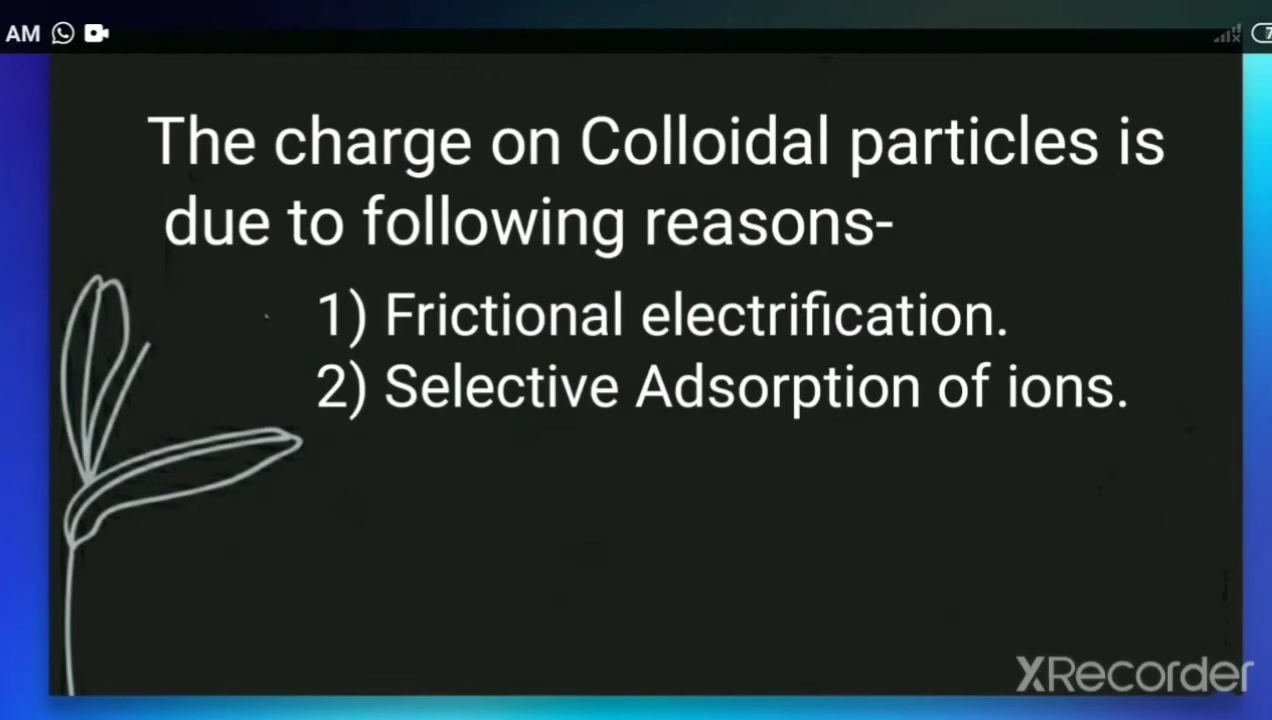 AM
The charge on Colloidal particles is
due to following reasons-
1) Frictional electrification.
2) Selective Adsorption of ions.
XRecorder